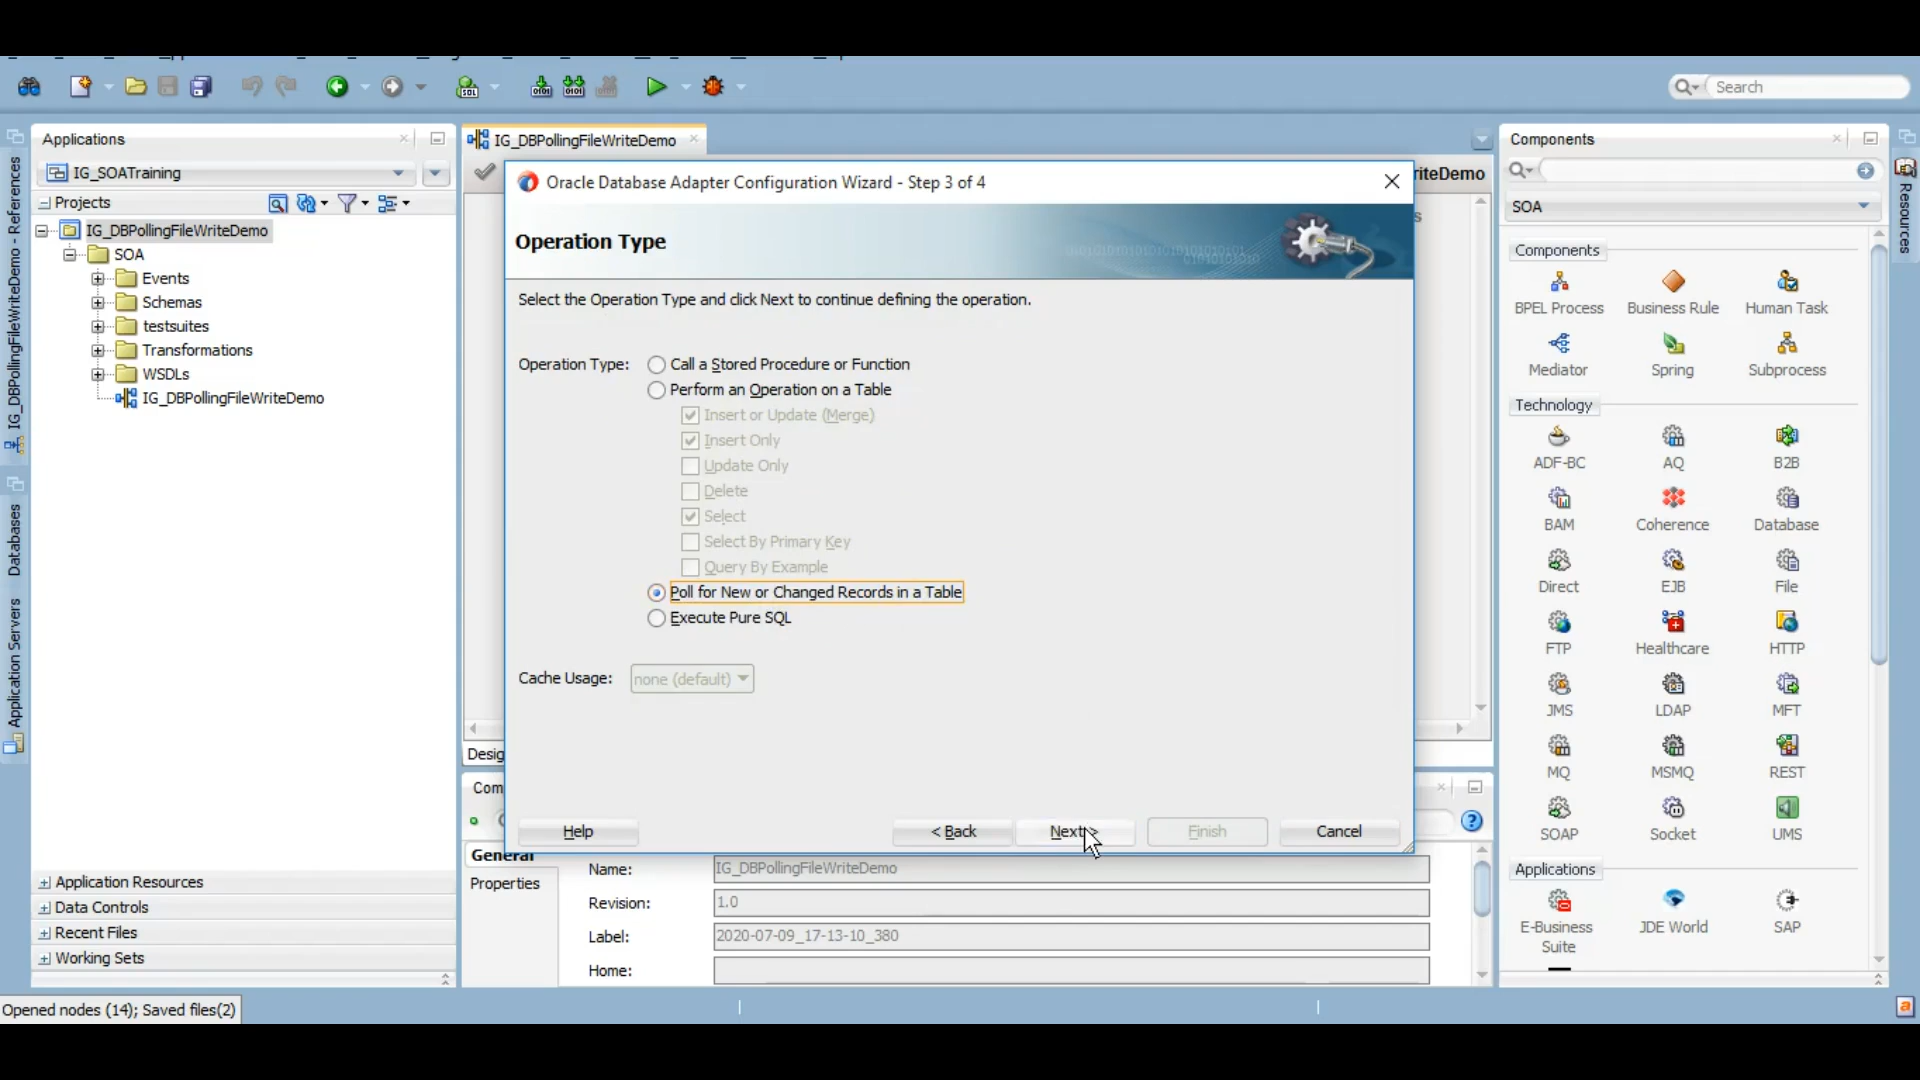 Search
IG_DBPollingFileWriteDemo - References
Databases
Application Servers
Applications
IG_SOATraining
Projects
IG_DBPollingFileWriteDemo
SOA
Events
Schemas
testsuites
Transformations
WSDLs
IG_DBPollingFileWriteDemo
Application Resources
Data Controls
Recent Files
Working Sets
Opened nodes (14); Saved files(2)
IG_DBPollingFileWriteDemo
riteDemo
Oracle Database Adapter Configuration Wizard - Step 3 of 4
Operation Type
Select the Operation Type and click Next to continue defining the operation.
Operation Type:
Call a Stored Procedure or Function
Perform an Operation on a Table
Insert or Update (Merge)
Insert Only
Update Only
Delete
Select
Select By Primary Key
Query By Example
Poll for New or Changed Records in a Table
Execute Pure SQL
Cache Usage: none (default)
Help
< Back
Next >
Finish
Cancel
Desig
Com
General
Properties
Name: IG_DBPollingFileWriteDemo
Revision: 1.0
Label: 2020-07-09_17-13-10_380
Home:
Components
SOA
Components
BPEL Process Business Rule Human Task
Mediator Spring Subprocess
Technology
ADF-BC AQ B2B
BAM Coherence Database
Direct EJB File
FTP Healthcare HTTP
JMS LDAP MFT
MQ MSMQ REST
SOAP Socket UMS
Applications
E-Business Suite JDE World SAP
Resources